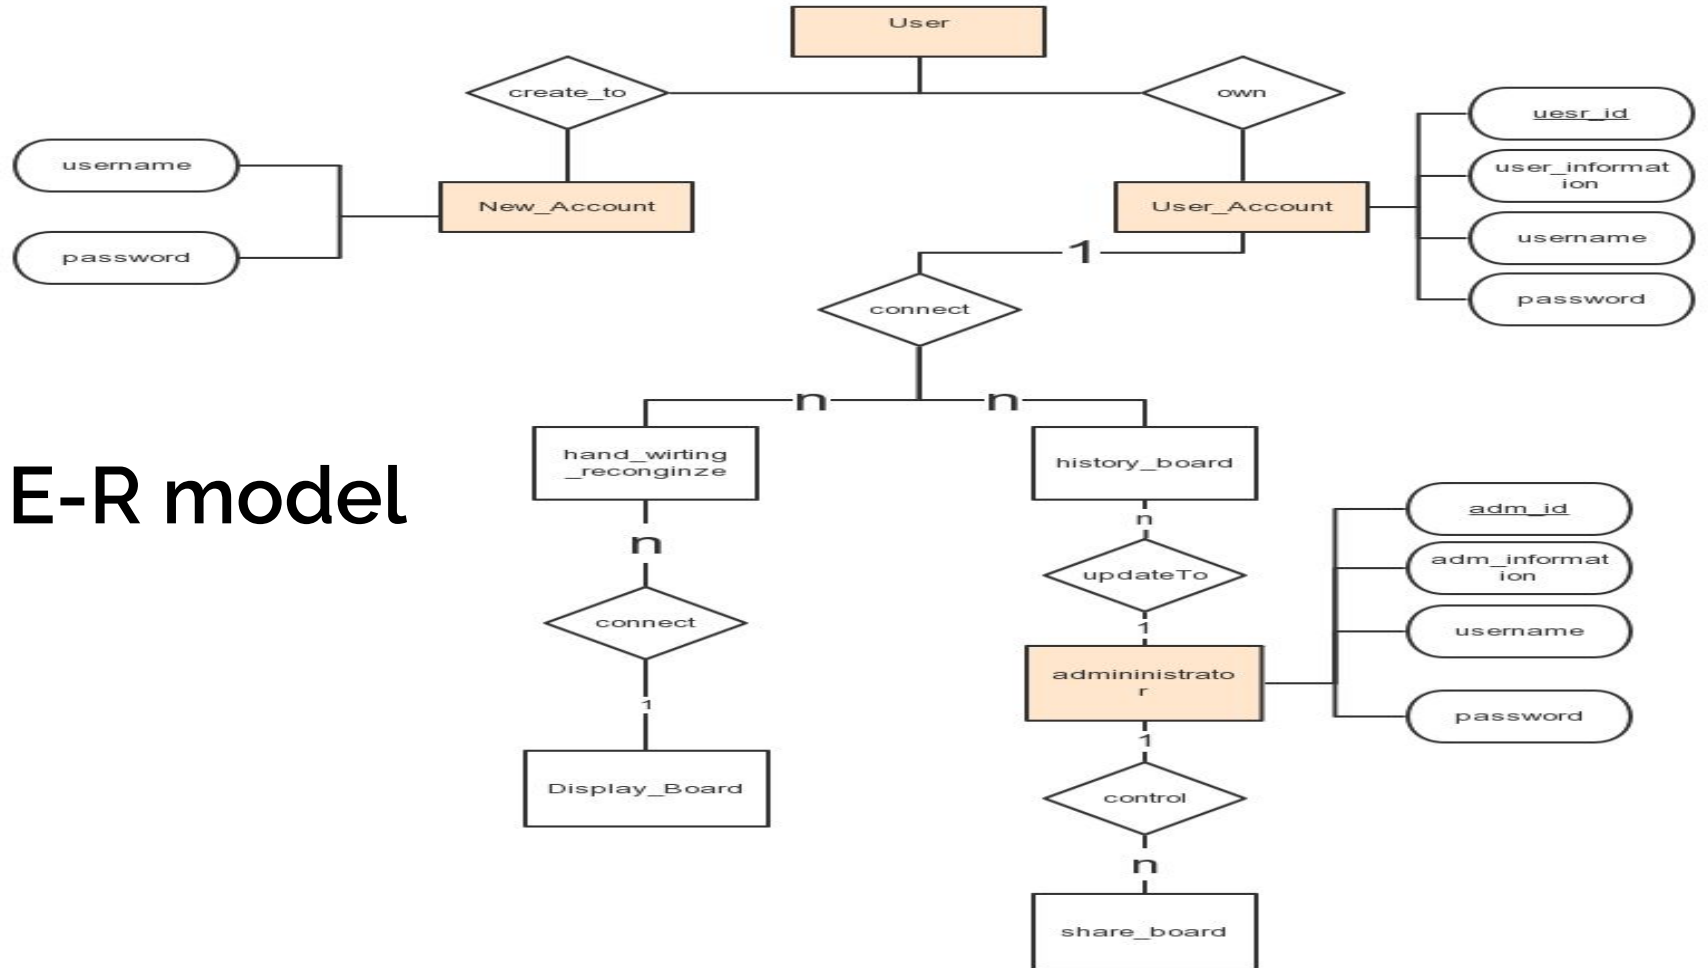 User
create_to
own
uesr_id
username
user_informat
ion
New_Account
User_Account
username
password
password
1
connect
n
n
hand_wirting
_reconginze
history_board
E-R model
n
adm_id
n
adm_informat
ion
updateTo
connect
1
username
admininistrato
r
1
password
1
Display_Board
control
n
share_board